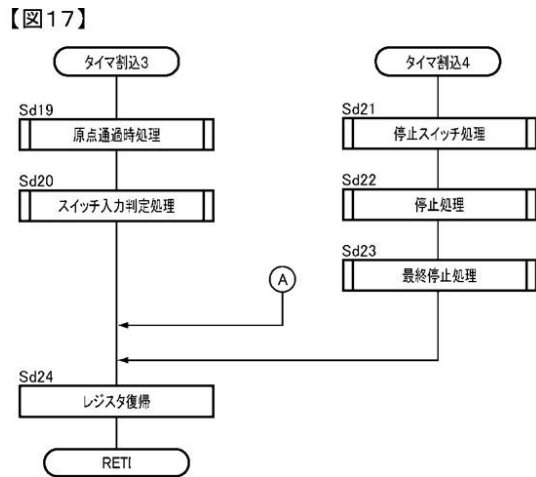 【図17】
タイマ割込3
Sd19
原点通過時処理
Sd20
スイッチ入力判定処理
タイマ割込4
Sd21
停止スイッチ処理
Sd22
停止処理
Sd23
最終停止処理
A
Sd24
レジスタ復帰
RETI